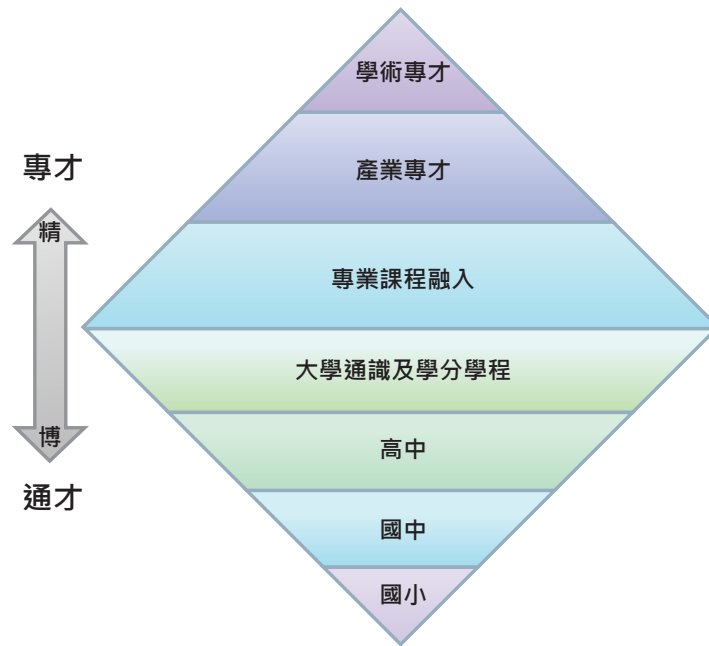 學術專才
產業專才
專業課程融入
大學通識及學分學程
高中
國中
國小
專才
精
博
通才